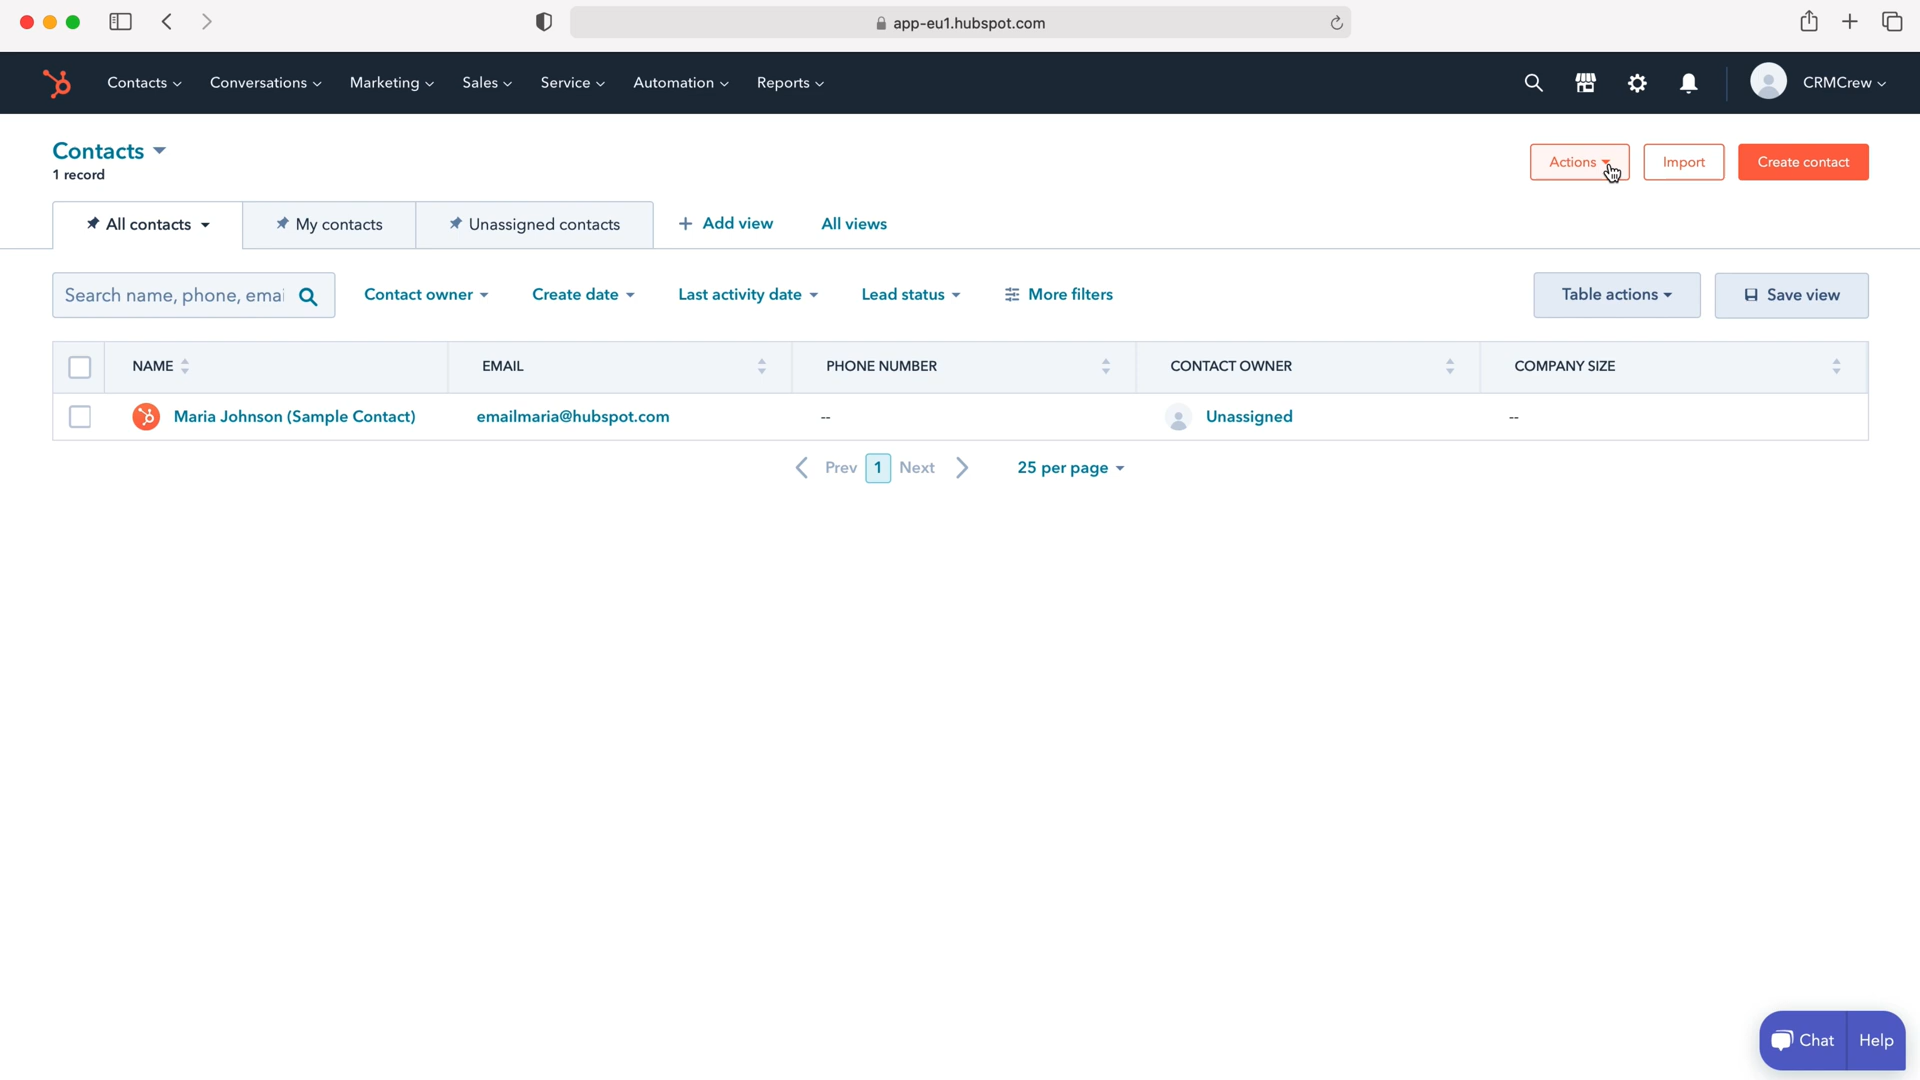 app-eu1.hubspot.com
Contacts Conversations Marketing Sales Service Automation Reports CRMCrew
Contacts
1 record
Actions Import Create contact
All contacts My contacts Unassigned contacts + Add view All views
Search name, phone, emai Contact owner Create date Last activity date Lead status More filters Table actions Save view
NAME EMAIL PHONE NUMBER CONTACT OWNER COMPANY SIZE
Maria Johnson (Sample Contact) emailmaria@hubspot.com -- Unassigned --
Prev 1 Next 25 per page
Chat Help